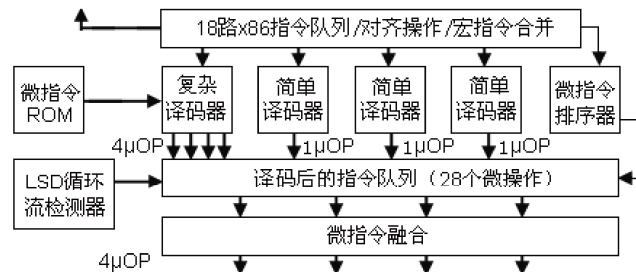 18路x86指令队列/对齐操作/宏指令合并
微指令
ROM
复杂
译码器
简单
译码器
简单
译码器
简单
译码器
微指令
排序器
4μOP
1μOP
1μOP
1μOP
LSD循环
流检测器
译码后的指令队列（28个微操作）
微指令融合
4μOP